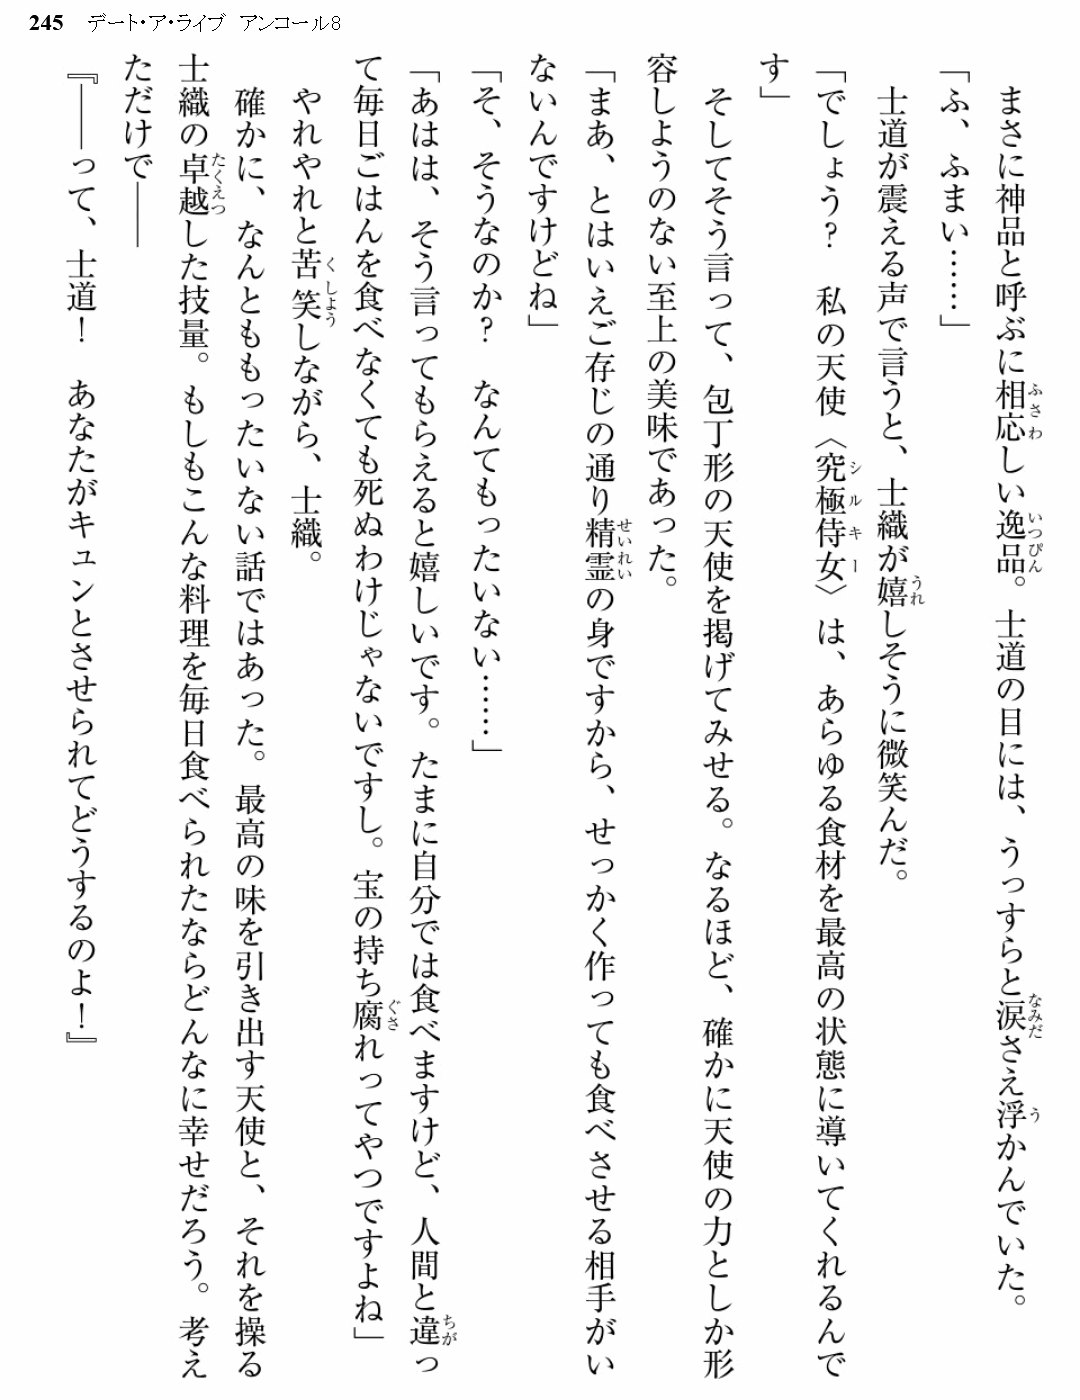 245 デート・ア・ライブ アンコール8
　まさに神品と呼ぶに相応しい逸品。士道の目には、うっすらと涙さえ浮かんでいた。
「ふ、ふまい……」
　士道が震える声で言うと、士織が嬉しそうに微笑んだ。
「でしょう？　私の天使〈究極侍女〉は、あらゆる食材を最高の状態に導いてくれるんで
す」
　そしてそう言って、包丁形の天使を掲げてみせる。なるほど、確かに天使の力としか形
容しようのない至上の美味であった。
「まあ、とはいえご存じの通り精霊の身ですから、せっかく作っても食べさせる相手がい
ないんですけどね」
「そ、そうなのか？　なんてもったいない……」
「あはは、そう言ってもらえると嬉しいです。たまに自分では食べますけど、人間と違っ
て毎日ごはんを食べなくても死ぬわけじゃないですし。宝の持ち腐れってやつですよね」
　やれやれと苦笑しながら、士織。
　確かに、なんとももったいない話ではあった。最高の味を引き出す天使と、それを操る
士織の卓越した技量。もしもこんな料理を毎日食べられたならどんなに幸せだろう。考え
ただけで――
『――って、士道！　あなたがキュンとさせられてどうするのよ！』